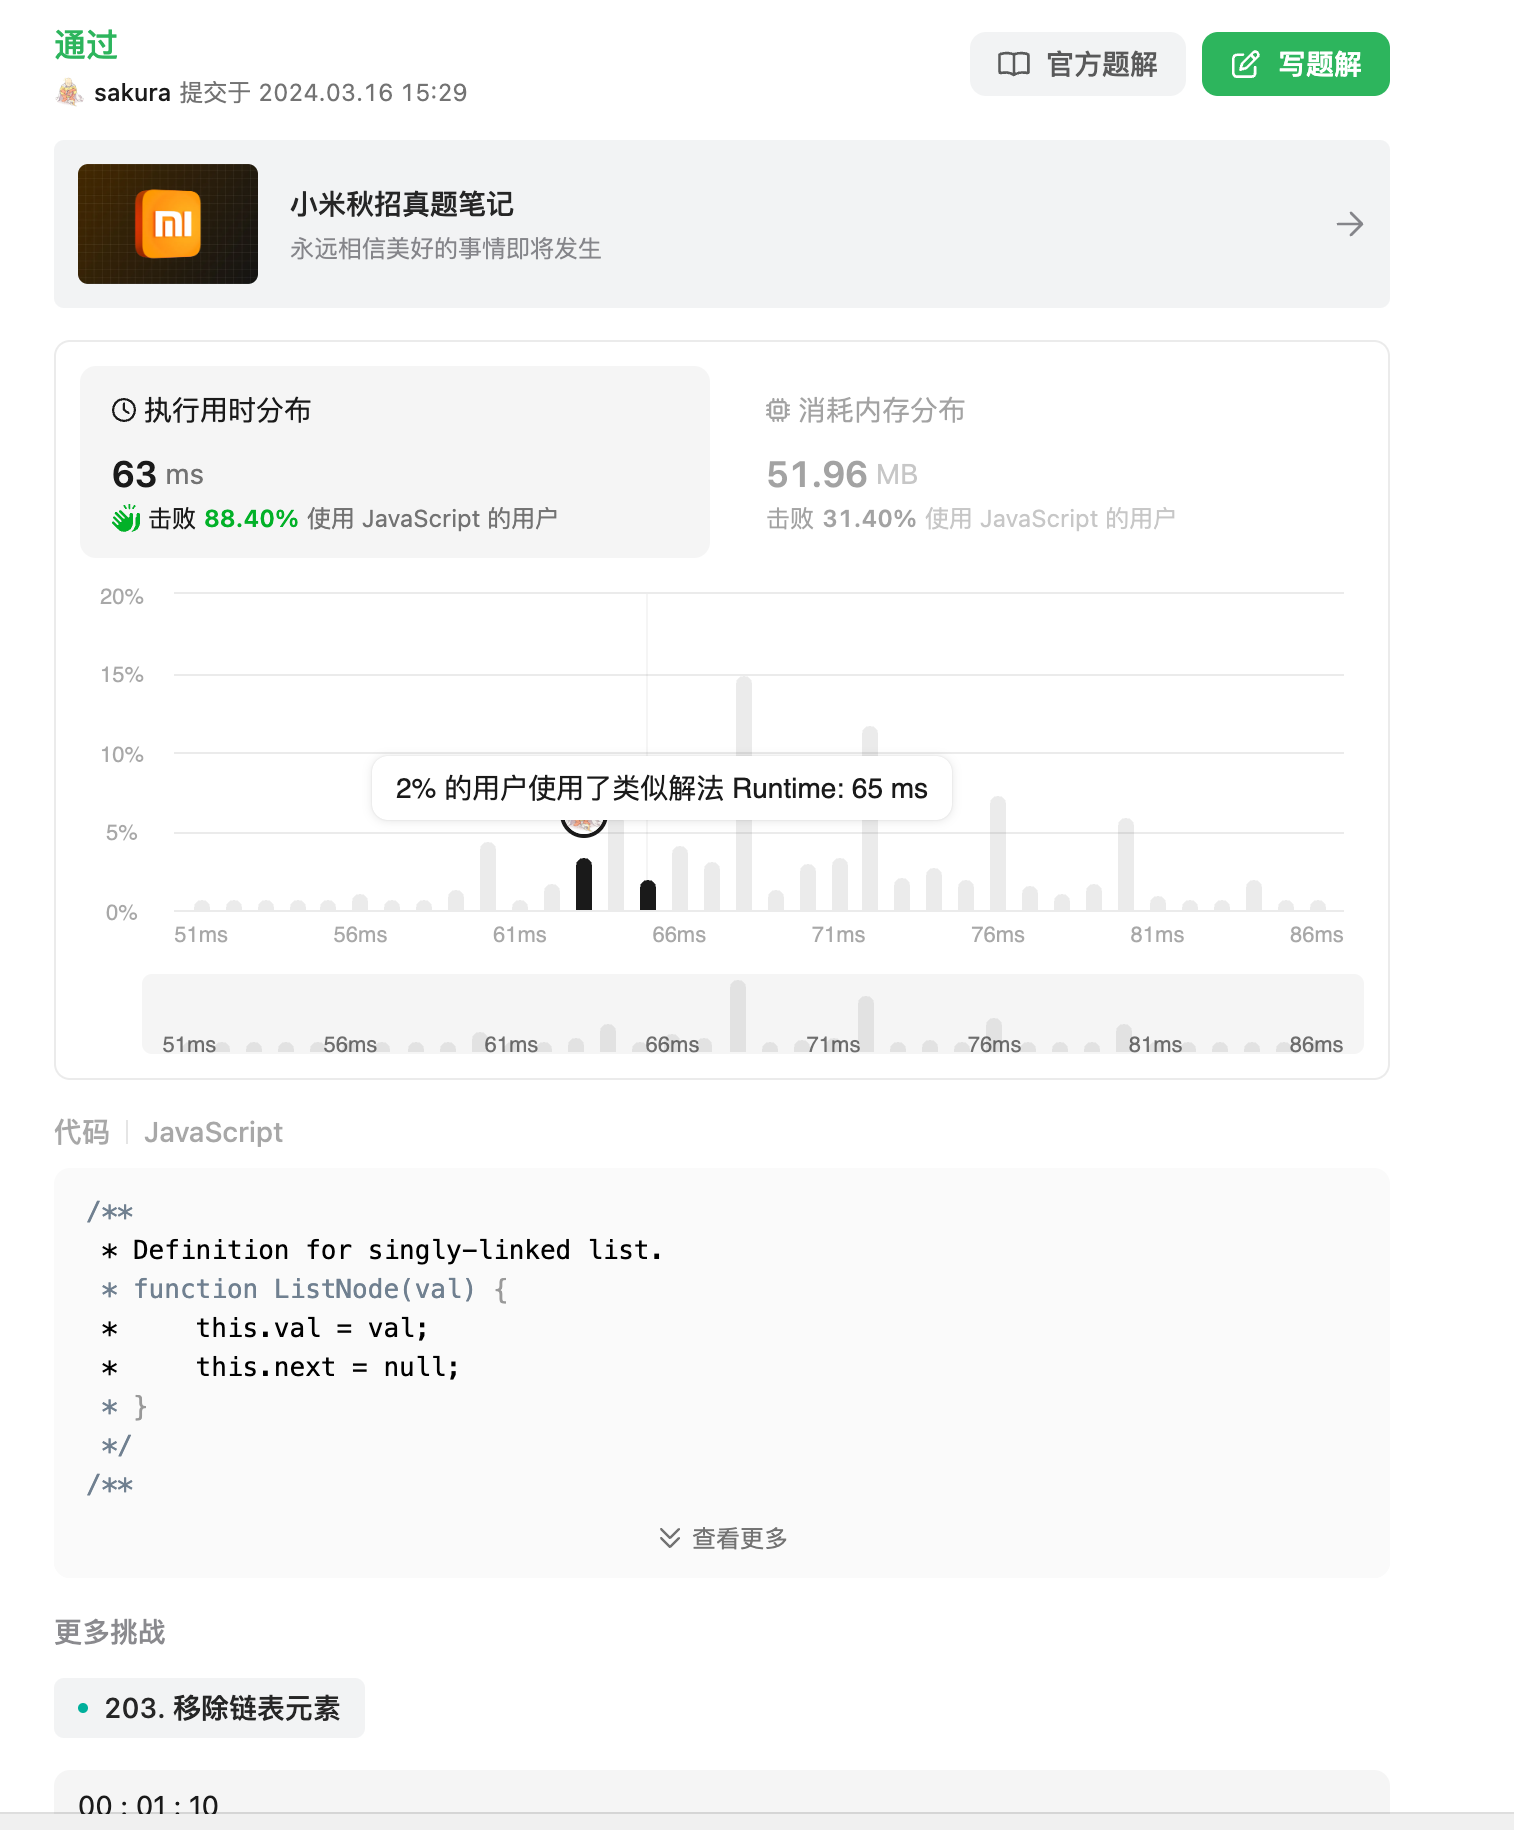 通过
sakura 提交于 2024.03.16 15:29
官方题解
写题解
小米秋招真题笔记
永远相信美好的事情即将发生
执行用时分布
63 ms
击败 88.40% 使用 JavaScript 的用户
消耗内存分布
51.96 MB
击败 31.40% 使用 JavaScript 的用户
20%
15%
10%
5%
0%
2% 的用户使用了类似解法 Runtime: 65 ms
51ms 56ms 61ms 66ms 71ms 76ms 81ms 86ms
51ms 56ms 61ms 66ms 71ms 76ms 81ms 86ms
代码 | JavaScript
/**
 * Definition for singly-linked list.
 * function ListNode(val) {
 *     this.val = val;
 *     this.next = null;
 * }
 */
/**
查看更多
更多挑战
203. 移除链表元素
00 : 01 : 10